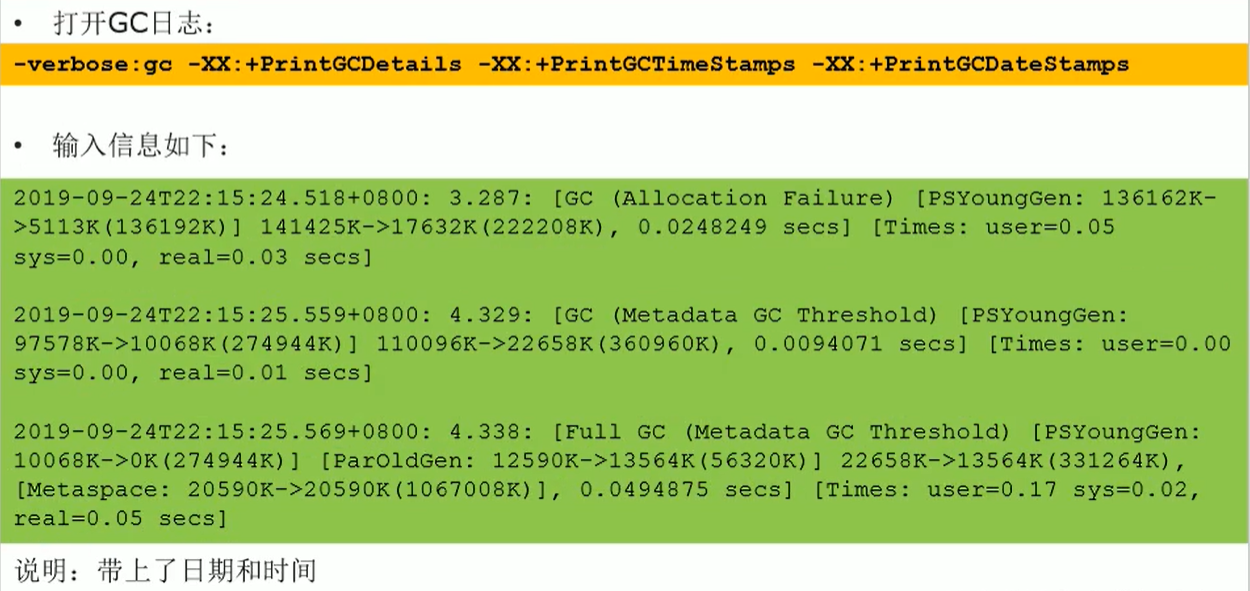 • 打开GC日志：
-verbose:gc -XX:+PrintGCDetails -XX:+PrintGCTimeStamps -XX:+PrintGCDateStamps
• 输入信息如下：
2019-09-24T22:15:24.518+0800: 3.287: [GC (Allocation Failure) [PSYoungGen: 136162K-
>5113K(136192K)] 141425K->17632K(222208K), 0.0248249 secs] [Times: user=0.05
sys=0.00, real=0.03 secs]
2019-09-24T22:15:25.559+0800: 4.329: [GC (Metadata GC Threshold) [PSYoungGen:
97578K->10068K(274944K)] 110096K->22658K(360960K), 0.0094071 secs] [Times: user=0.00
sys=0.00, real=0.01 secs]
2019-09-24T22:15:25.569+0800: 4.338: [Full GC (Metadata GC Threshold) [PSYoungGen:
10068K->0K(274944K)] [ParOldGen: 12590K->13564K(56320K)] 22658K->13564K(331264K),
[Metaspace: 20590K->20590K(1067008K)], 0.0494875 secs] [Times: user=0.17 sys=0.02,
real=0.05 secs]
说明：带上了日期和时间